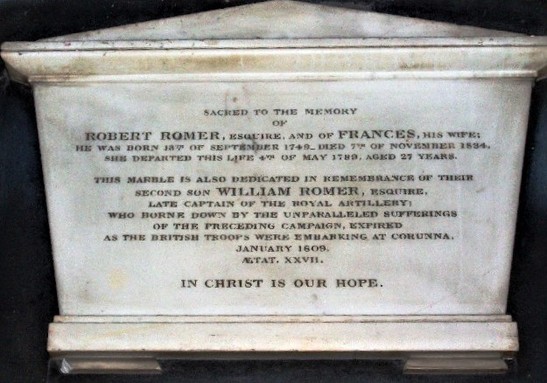 SACRED TO THE MEMORY
OF
ROBERT ROMER, ESQUIRE, AND OF FRANCES, HIS WIFE;
HE WAS BORN 18TH OF SEPTEMBER 1749. DIED 7TH OF NOVEMBER 1834.
SHE DEPARTED THIS LIFE 4TH OF MAY 1789, AGED 27 YEARS.
THIS MARBLE IS ALSO DEDICATED IN REMEMBRANCE OF THEIR
SECOND SON WILLIAM ROMER, ESQUIRE,
LATE CAPTAIN OF THE ROYAL ARTILLERY;
WHO BORNE DOWN BY THE UNPARALLELED SUFFERINGS
OF THE PRECEDING CAMPAIGN, EXPIRED
AS THE BRITISH TROOPS WERE EMBARKING AT CORUNNA,
JANUARY 1809.
ÆTAT. XXVII.
IN CHRIST IS OUR HOPE.